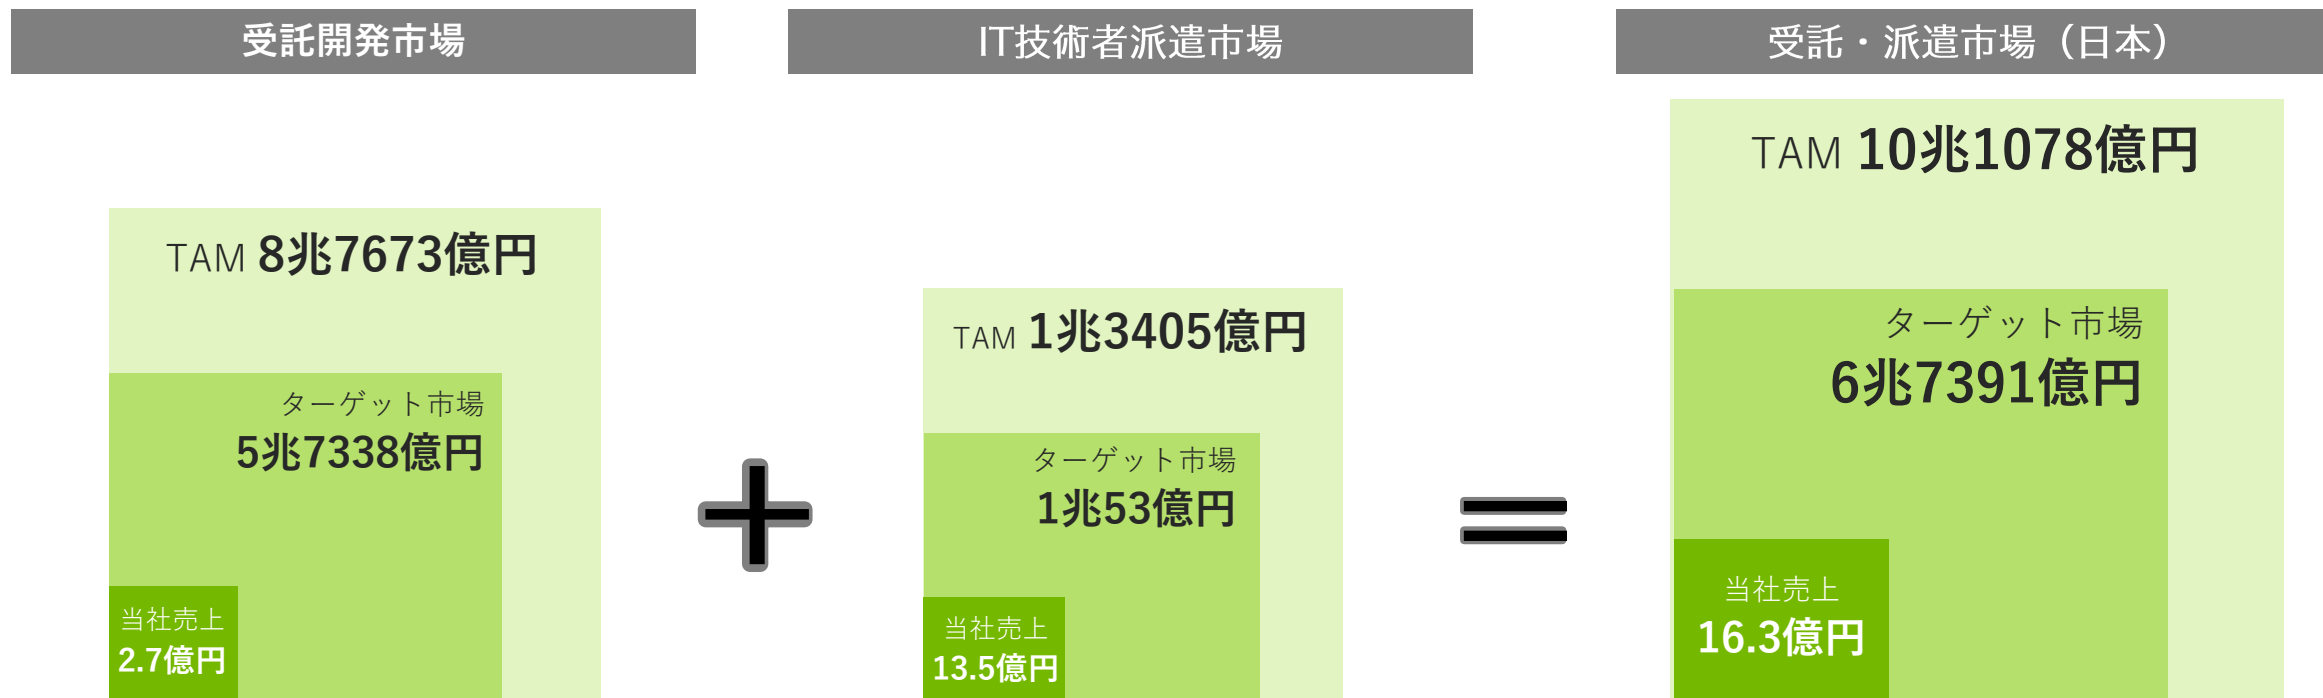 受託開発市場
TAM 8兆7673億円
ターゲット市場
5兆7338億円
当社売上
2.7億円
+
IT技術者派遣市場
TAM 1兆3405億円
ターゲット市場
1兆53億円
当社売上
13.5億円
=
受託・派遣市場（日本）
TAM 10兆1078億円
ターゲット市場
6兆7391億円
当社売上
16.3億円